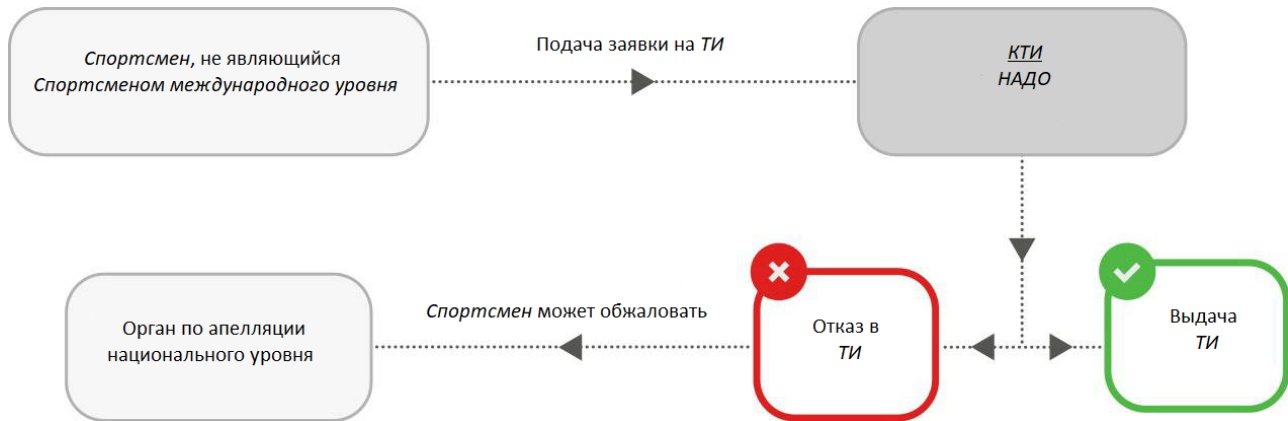 Спортсмен, не являющийся
Спортсменом международного уровня
Подача заявки на ТИ
КТИ
НАДО
Орган по апелляции
национального уровня
Спортсмен может обжаловать
Отказ в
ТИ
Выдача
ТИ